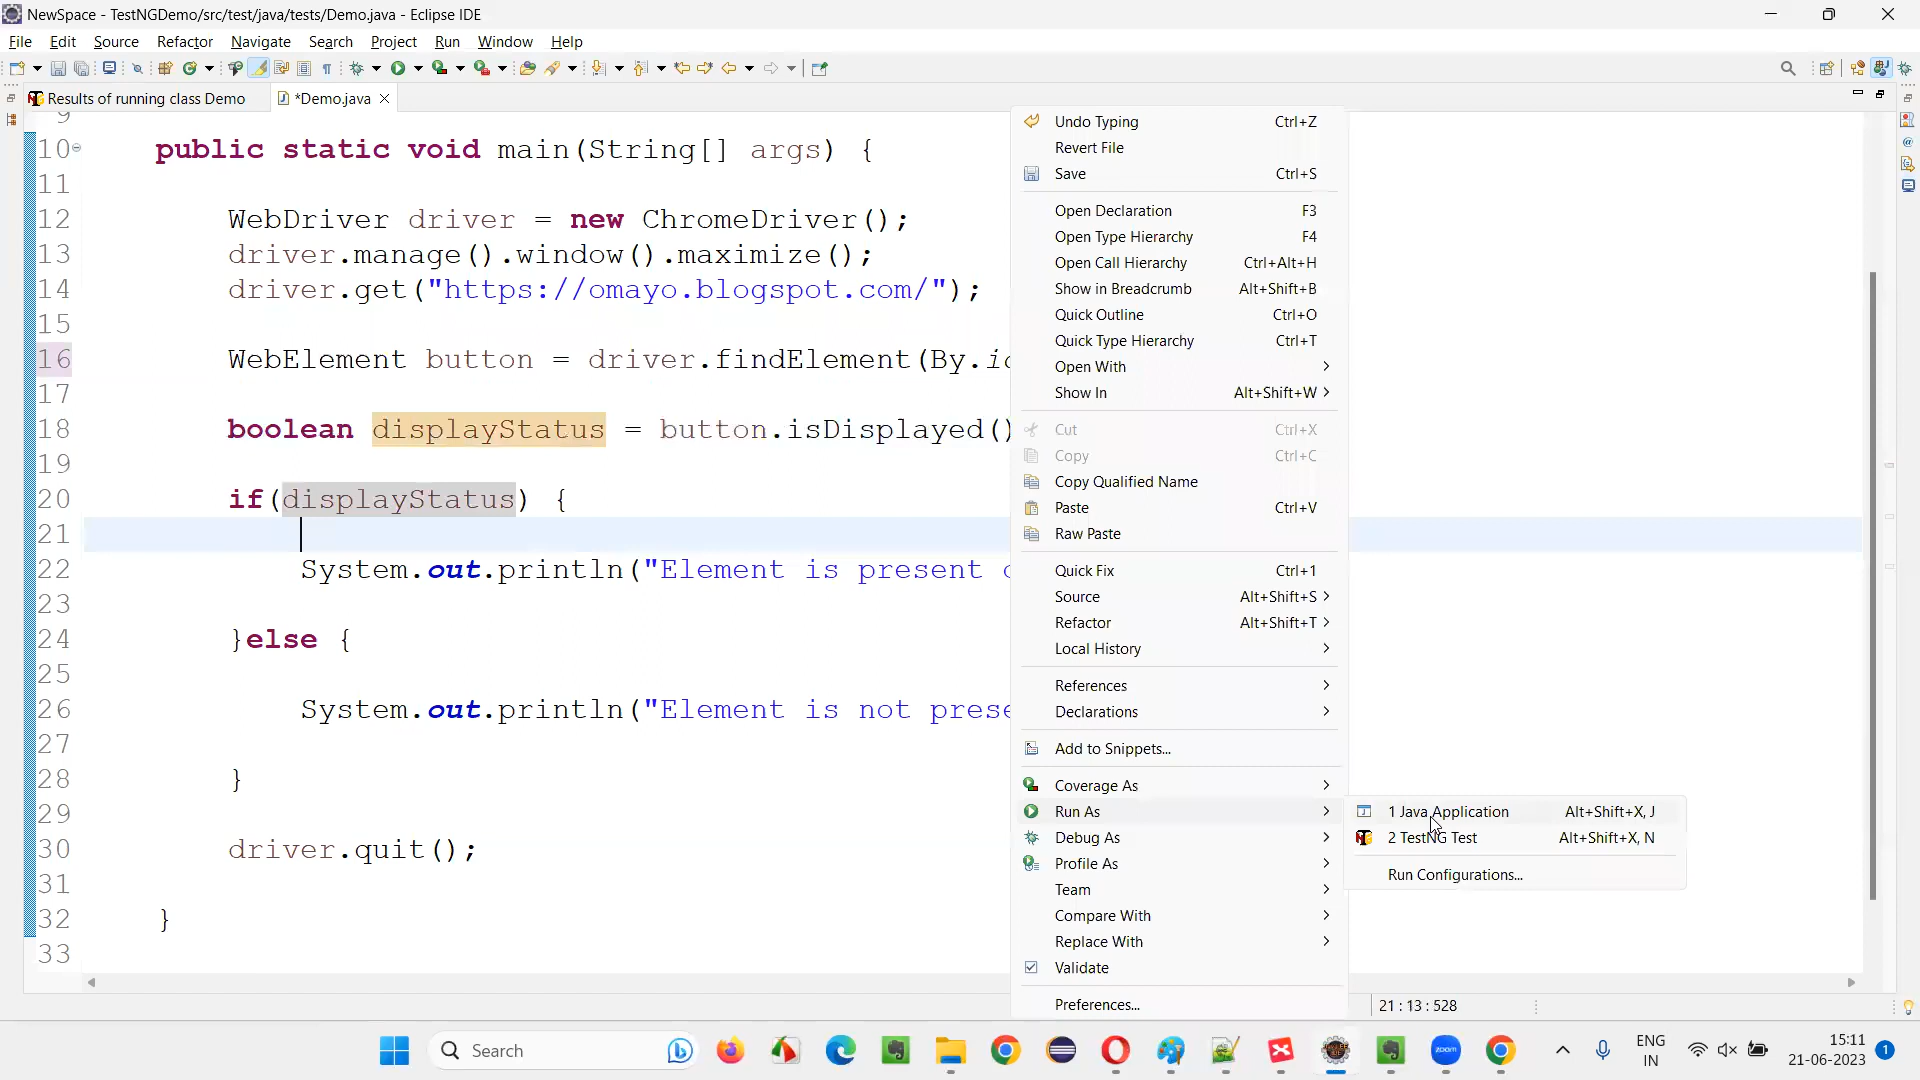 NewSpace - TestNGDemo/src/test/java/tests/Demo.java - Eclipse IDE
File Edit Source Refactor Navigate Search Project Run Window Help
Results of running class Demo *Demo.java
9
10 public static void main(String[] args) {
11
12 WebDriver driver = new ChromeDriver();
13 driver.manage().window().maximize();
14 driver.get("https://omayo.blogspot.com/");
15
16 WebElement button = driver.findElement(By.id
17
18 boolean displayStatus = button.isDisplayed()
19
20 if(displayStatus) {
21
22 System.out.println("Element is present
23
24 }else {
25
26 System.out.println("Element is not prese
27
28 }
29
30 driver.quit();
31
32 }
33
Undo Typing Ctrl+Z
Revert File
Save Ctrl+S
Open Declaration F3
Open Type Hierarchy F4
Open Call Hierarchy Ctrl+Alt+H
Show in Breadcrumb Alt+Shift+B
Quick Outline Ctrl+O
Quick Type Hierarchy Ctrl+T
Open With
Show In Alt+Shift+W
Cut Ctrl+X
Copy Ctrl+C
Copy Qualified Name
Paste Ctrl+V
Raw Paste
Quick Fix Ctrl+1
Source Alt+Shift+S
Refactor Alt+Shift+T
Local History
References
Declarations
Add to Snippets...
Coverage As
Run As
Debug As
Profile As
Team
Compare With
Replace With
Validate
Preferences...
1 Java Application Alt+Shift+X, J
2 TestNG Test Alt+Shift+X, N
Run Configurations...
21 : 13 : 528
Search
zoom
ENG
IN
15:11
21-06-2023
1